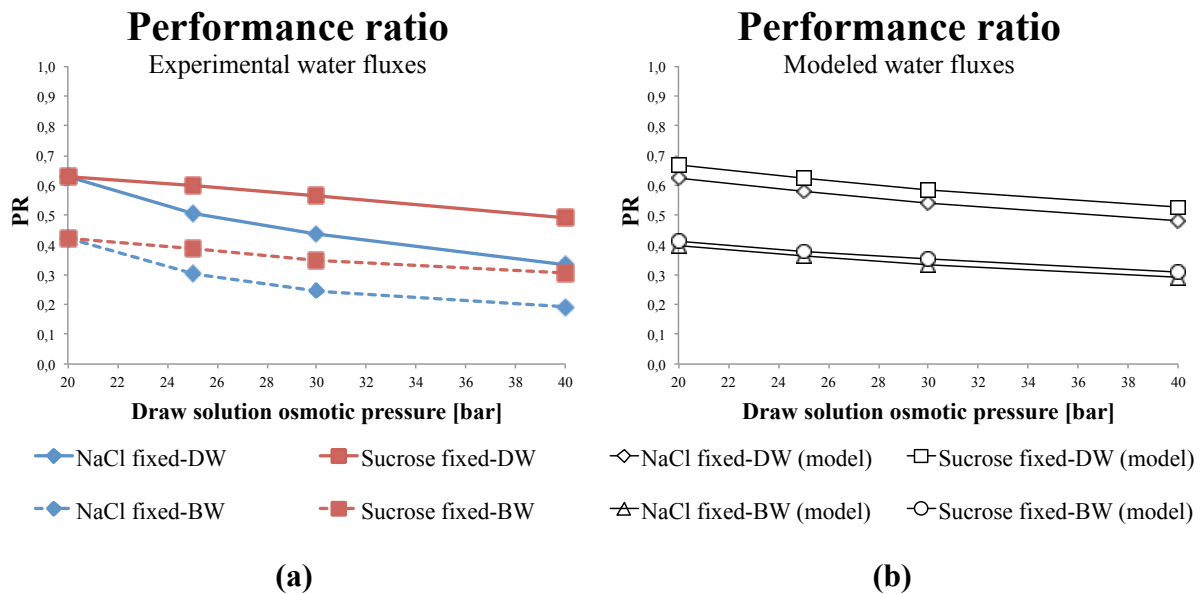 Performance ratio
Experimental water fluxes
1,0
0,9
0,8
0,7
0,6
0,5
0,4
0,3
0,2
0,1
0,0
PR
20 22 24 26 28 30 32 34 36 38 40
Draw solution osmotic pressure [bar]
NaCl fixed-DW Sucrose fixed-DW
NaCl fixed-BW Sucrose fixed-BW
(a)
Performance ratio
Modeled water fluxes
1,0
0,9
0,8
0,7
0,6
0,5
0,4
0,3
0,2
0,1
0,0
PR
20 22 24 26 28 30 32 34 36 38 40
Draw solution osmotic pressure [bar]
NaCl fixed-DW (model) Sucrose fixed-DW (model)
NaCl fixed-BW (model) Sucrose fixed-BW (model)
(b)